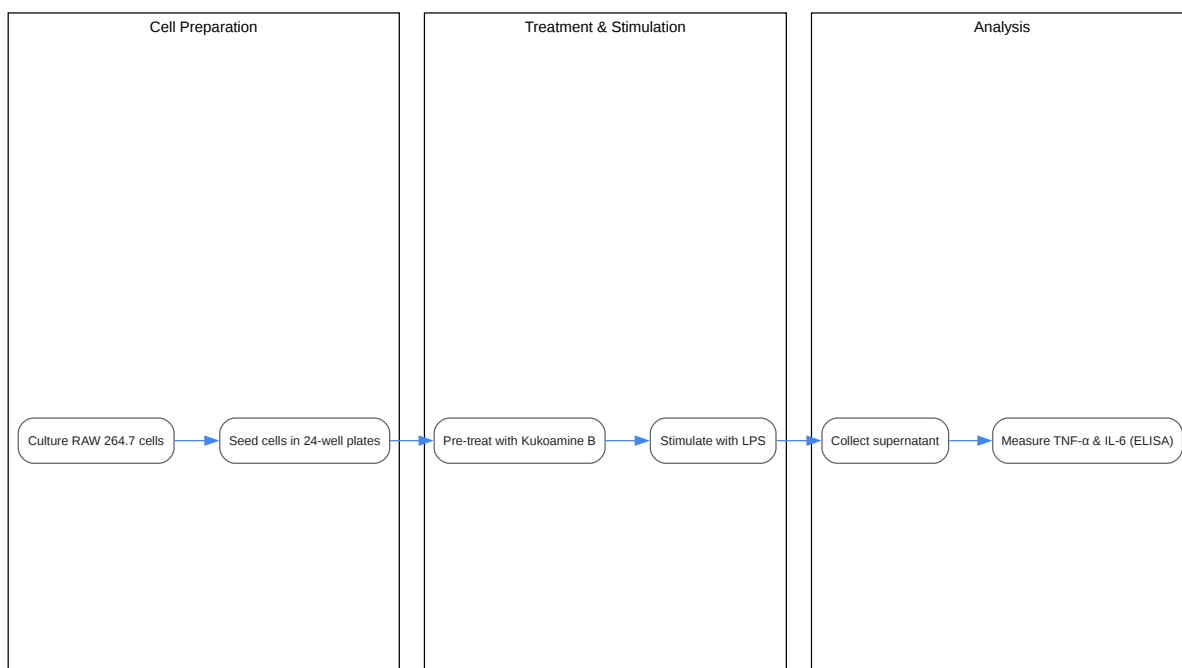 Cell Preparation
Culture RAW 264.7 cells
Seed cells in 24-well plates
Treatment & Stimulation
Pre-treat with Kukoamine B
Stimulate with LPS
Analysis
Collect supernatant
Measure TNF-α & IL-6 (ELISA)